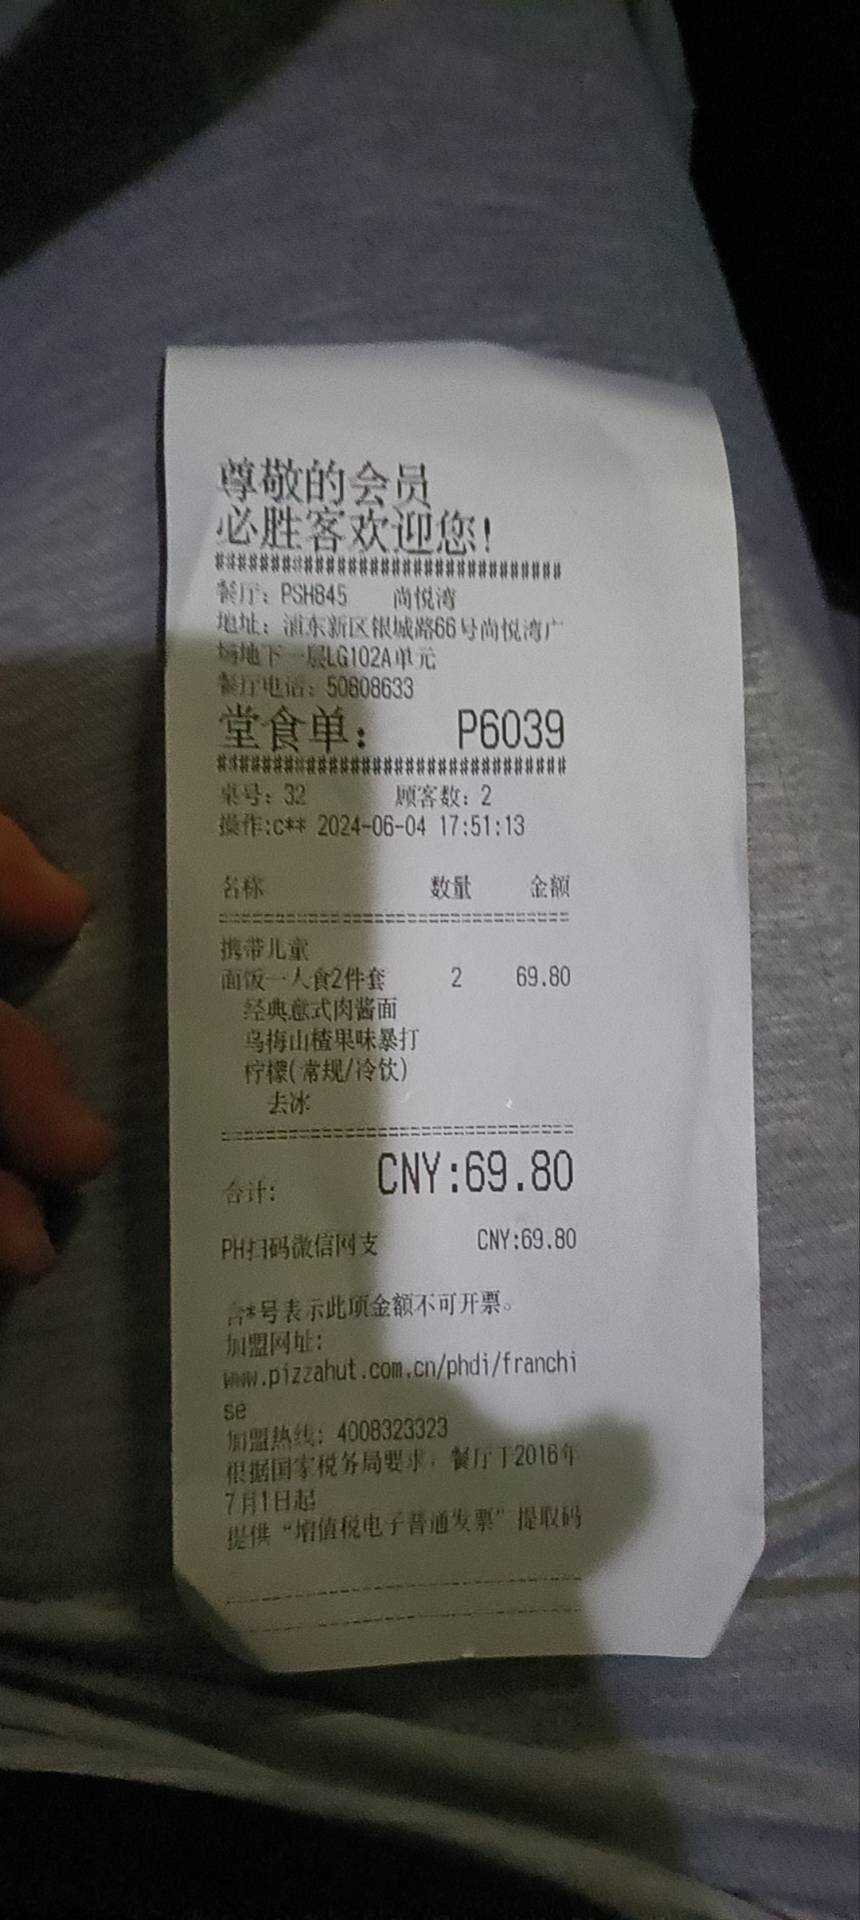 尊敬的会员
必胜客欢迎您!
###############################
餐厅: PSH845 尚悦湾
地址: 浦东新区银城路66号尚悦湾广
场地下一层LG102A单元
餐厅电话: 50808633
堂食单: P6039
###############################
桌号: 32 顾客数: 2
操作:c** 2024-06-04 17:51:13
名称 数量 金额
===============================
携带儿童
面饭一人食2件套 2 69.80
经典意式肉酱面
乌梅山楂果味暴打
柠檬(常规/冷饮)
去冰
===============================
合计: CNY:69.80
PH扫码微信网支 CNY:69.80
含*号表示此项金额不可开票。
加盟网址:
www.pizzahut.com.cn/phdi/franchi
se
加盟热线: 4008323323
根据国家税务局要求, 餐厅于2016年
7月1日起
提供“增值税电子普通发票”提取码